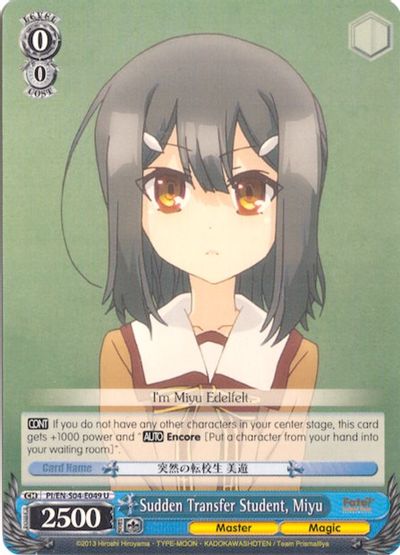 LEVEL
0
0
COST
I'm Miyu Edelfelt.
CONT If you do not have any other characters in your center stage, this card
gets +1000 power and "AUTO Encore [Put a character from your hand into
your waiting room]".
Card Name 突然の転校生 美遊
CH PI/EN-S04-E049 U
Sudden Transfer Student, Miyu
POWER 2500
Master Magic
©2013 Hiroshi Hiroyama・TYPE-MOON・KADOKAWASHOTEN / Team Prismalliya